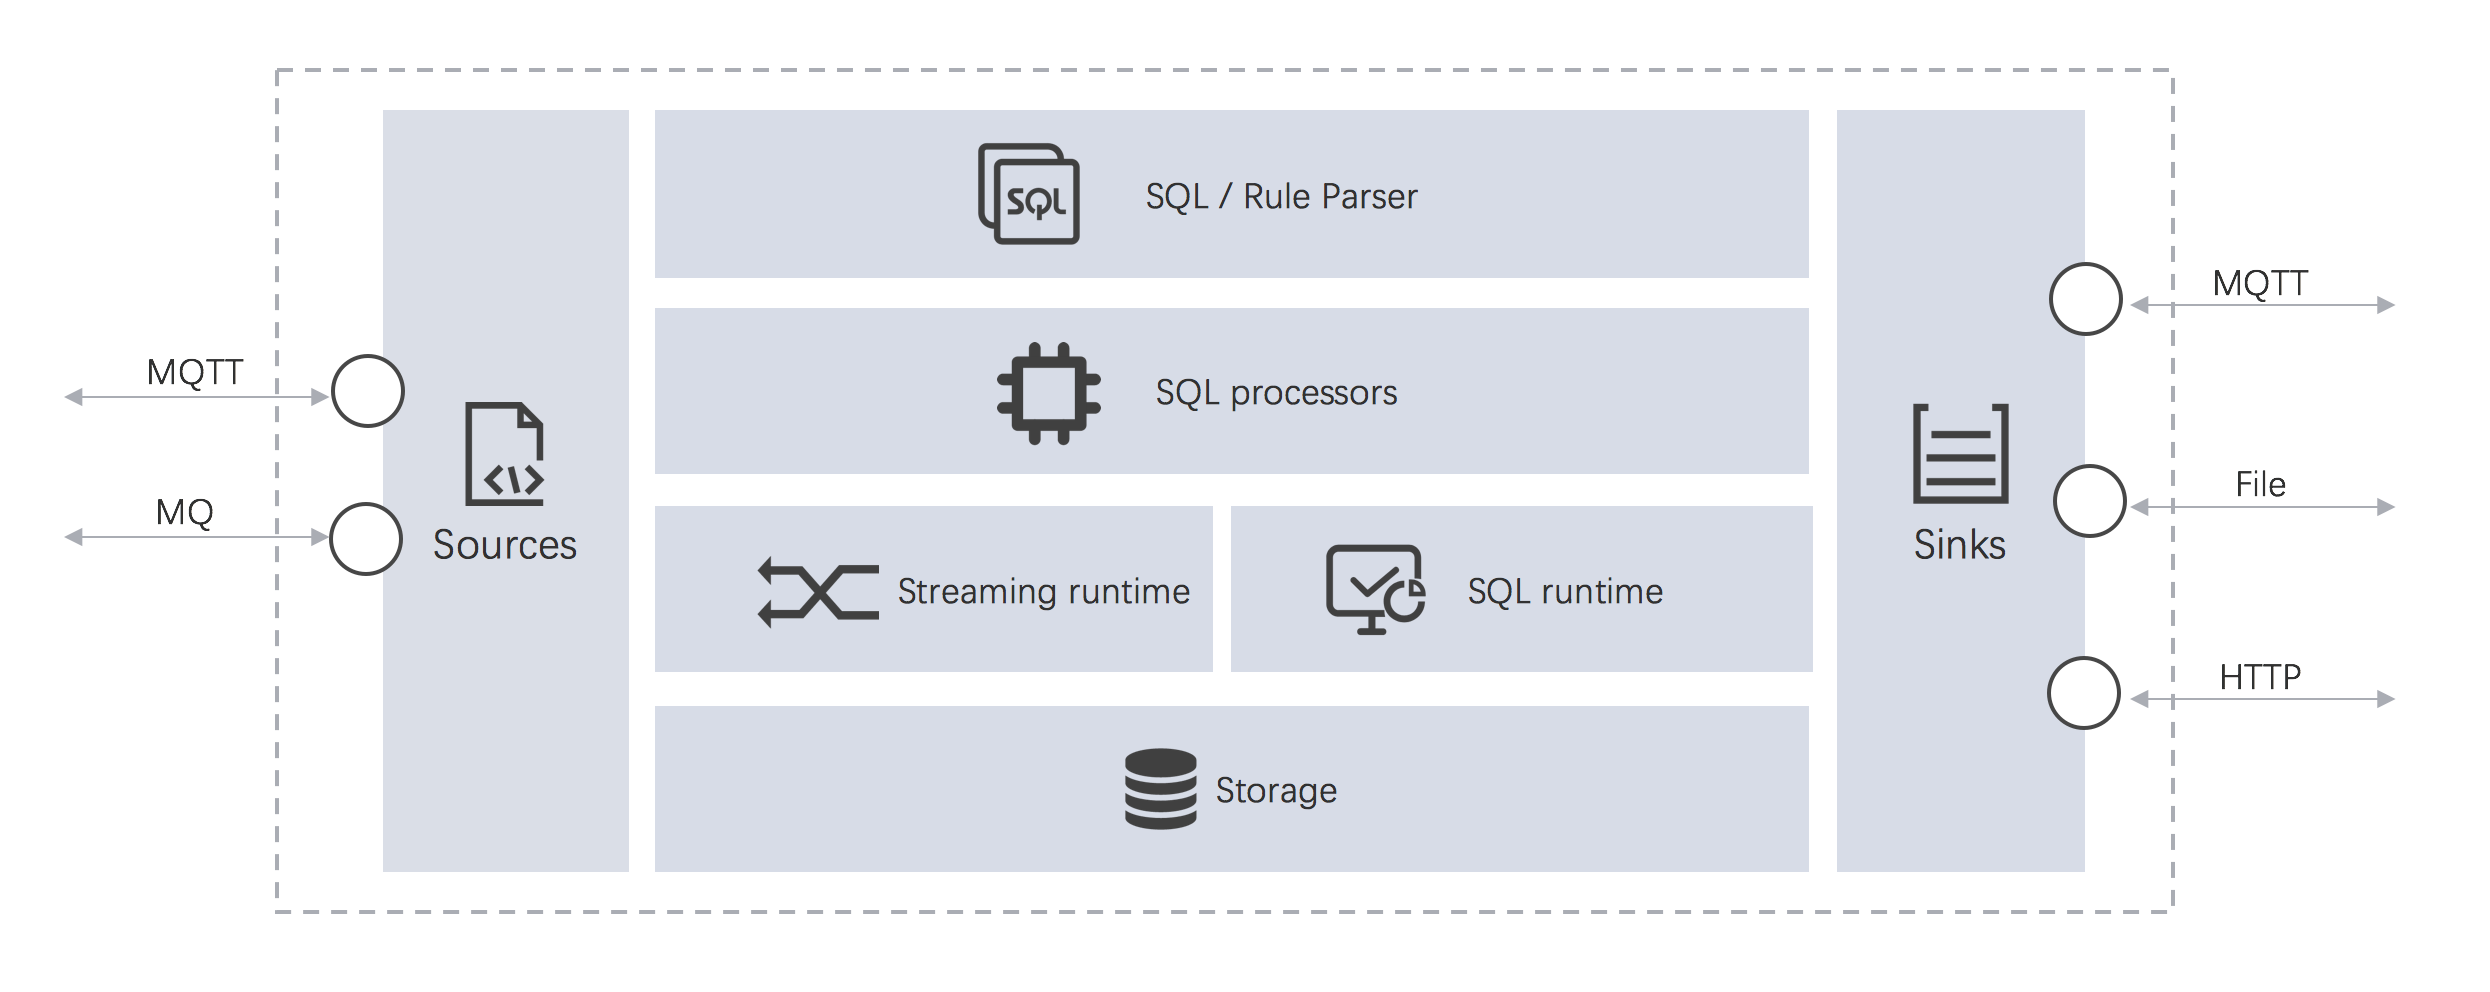 MQTT
MQ
Sources
SQL
SQL / Rule Parser
SQL processors
Streaming runtime
SQL runtime
Storage
Sinks
MQTT
File
HTTP